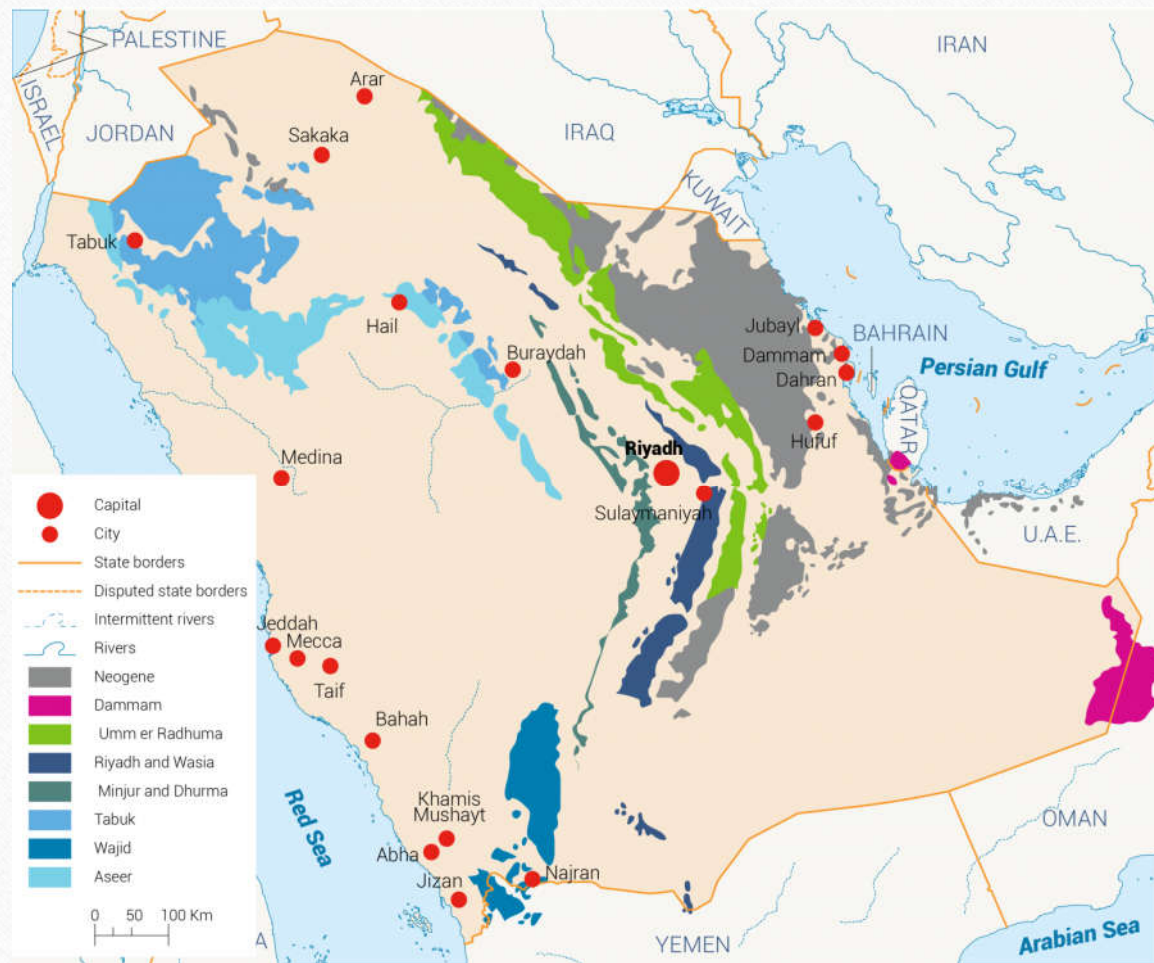 PALESTINE
ISRAEL
JORDAN
IRAQ
IRAN
KUWAIT
Arar
Sakaka
Tabuk
Hail
Buraydah
Jubayl
BAHRAIN
Dammam
Dahran
Persian Gulf
QATAR
Hufuf
Medina
Riyadh
Sulaymaniyah
U.A.E.
Jeddah
Mecca
Taif
Bahah
Khamis
Mushayt
Abha
Jizan
Najran
Red Sea
OMAN
YEMEN
Arabian Sea
A
Capital
City
State borders
Disputed state borders
Intermittent rivers
Rivers
Neogene
Dammam
Umm er Radhuma
Riyadh and Wasia
Minjur and Dhurma
Tabuk
Wajid
Aseer
0 50 100 Km